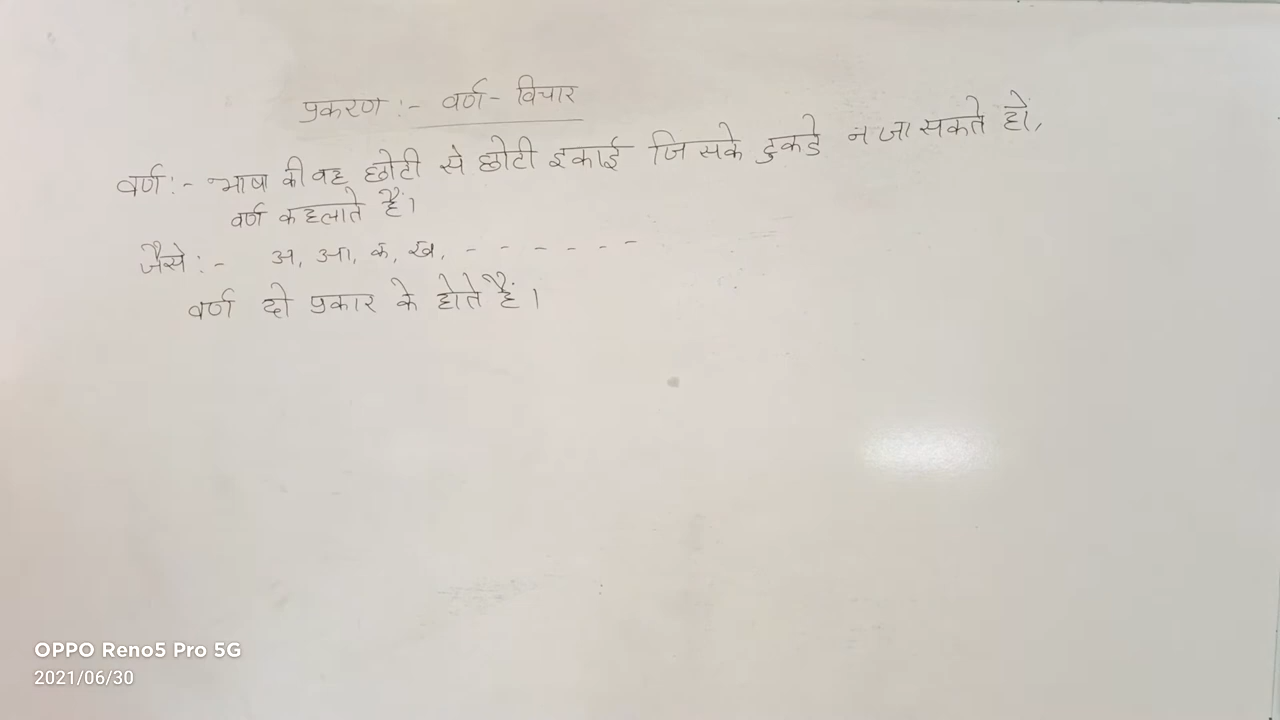 प्रकरण :- वर्ण - विचार
वर्ण :- भाषा की वह छोटी से छोटी इकाई जिसके टुकडे न जा सकते हो,
वर्ण कहलाते हैं।
जैसे :- अ, आ, क, ख, - - - - - -
वर्ण दो प्रकार के होते हैं।
OPPO Reno5 Pro 5G
2021/06/30